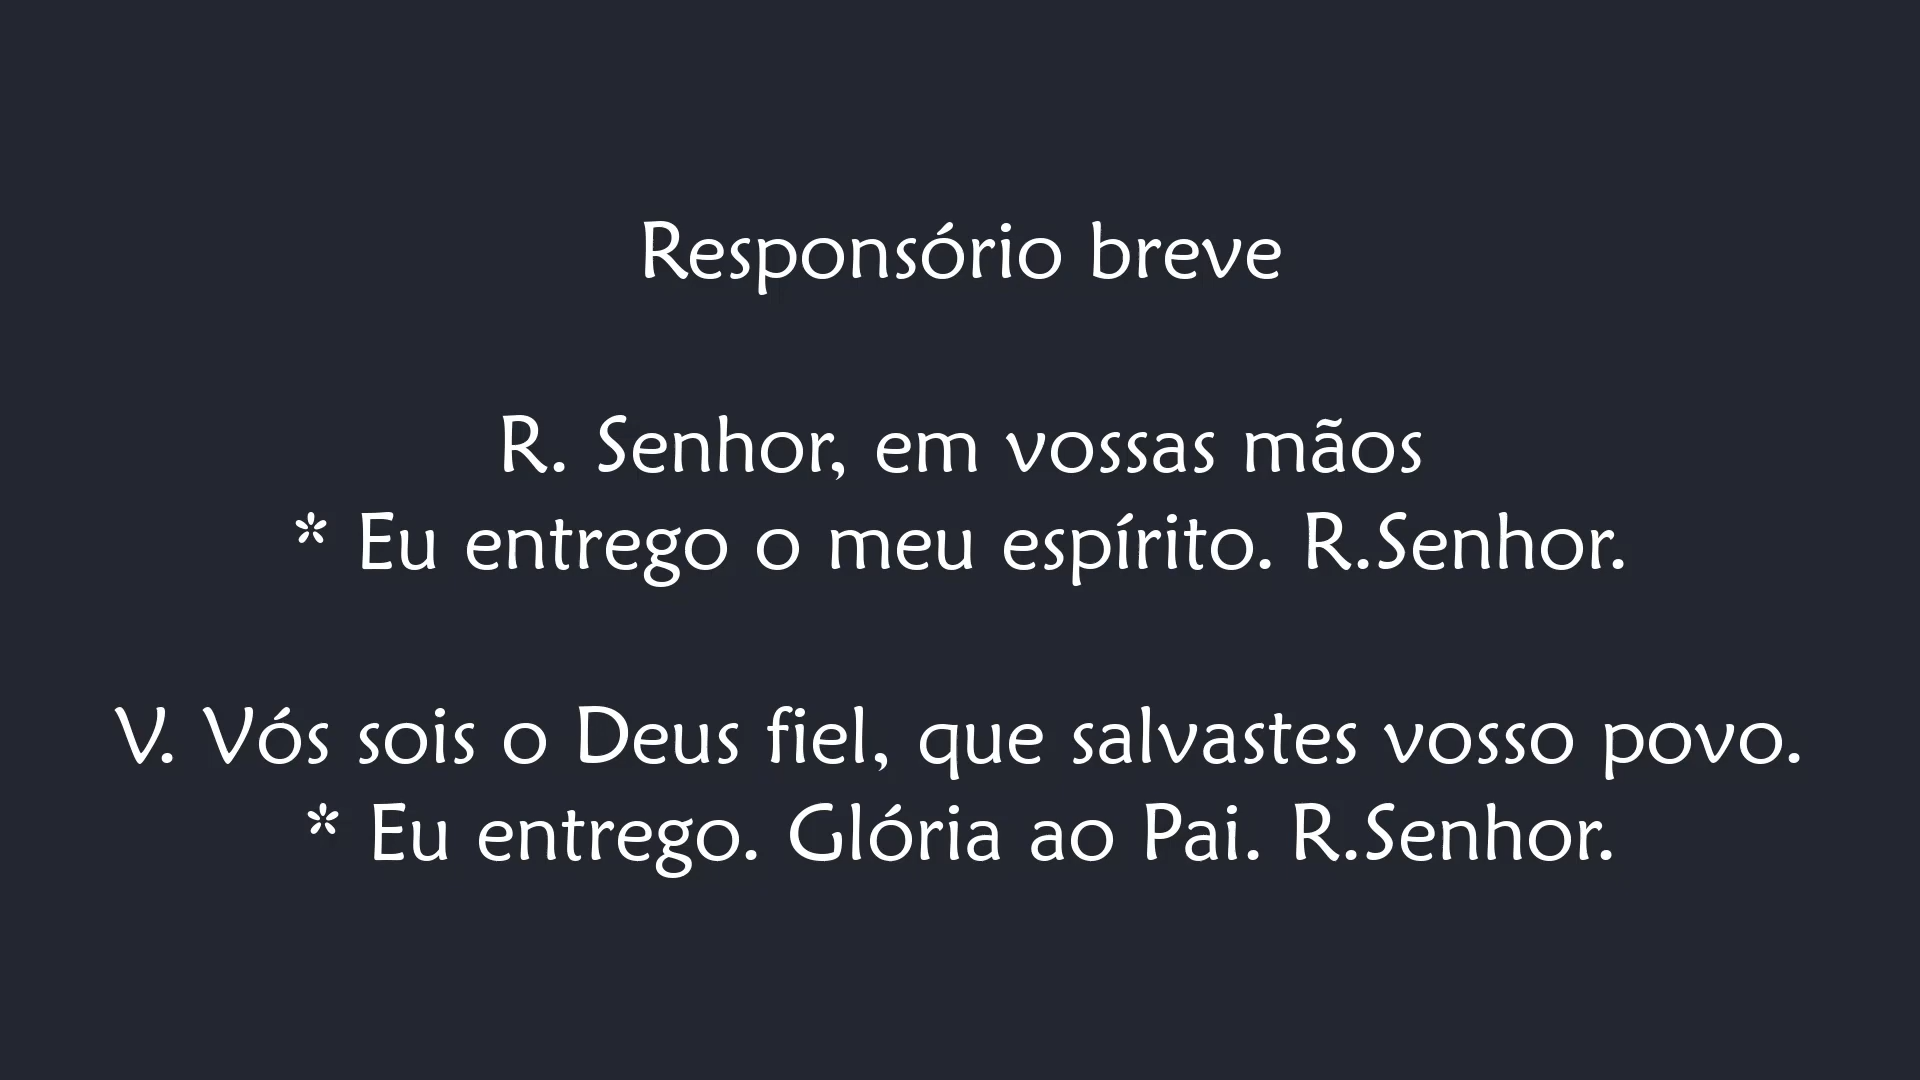 Responsório breve
R. Senhor, em vossas mãos
* Eu entrego o meu espírito. R.Senhor.
V. Vós sois o Deus fiel, que salvastes vosso povo.
* Eu entrego. Glória ao Pai. R.Senhor.